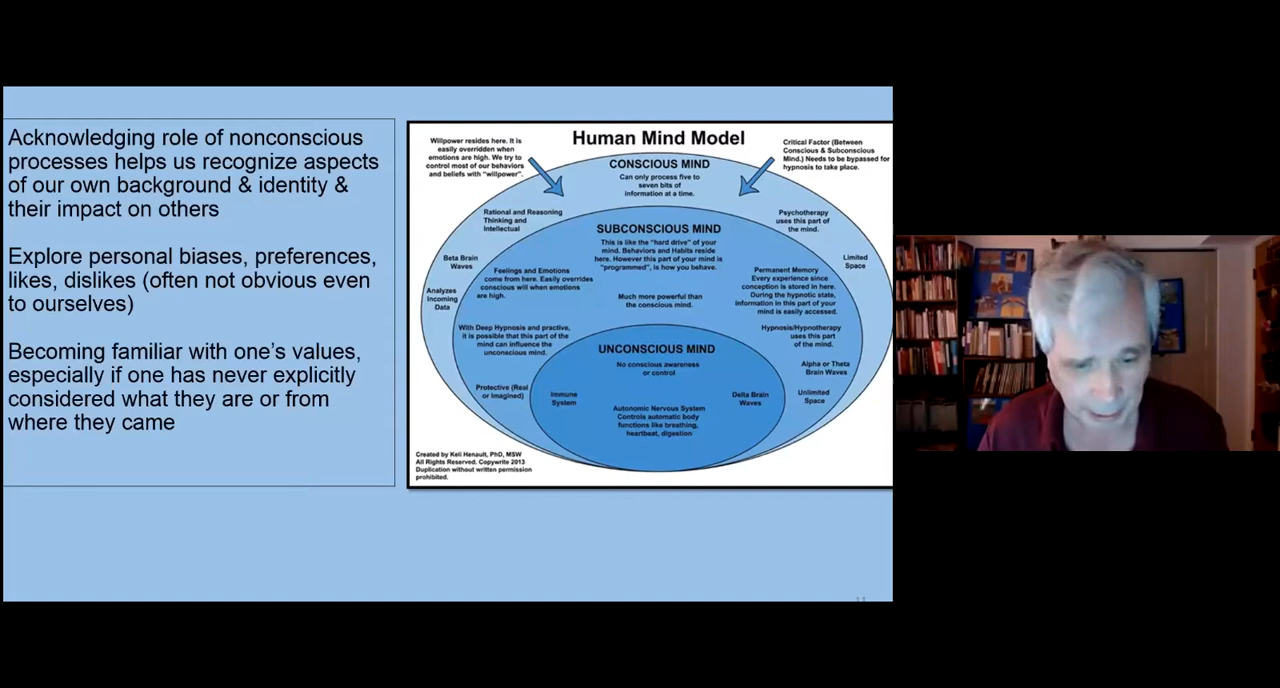 Acknowledging role of nonconscious
processes helps us recognize aspects
of our own background & identity &
their impact on others
Explore personal biases, preferences,
likes, dislikes (often not obvious even
to ourselves)
Becoming familiar with one's values,
especially if one has never explicitly
considered what they are or from
where they came
Human Mind Model
Willpower resides here. It is
easily overridden when
emotions are high. We try to
control most of our behaviors
and beliefs with "willpower".
Critical Factor (Between
Conscious & Subconscious
Mind.) Needs to be bypassed for
hypnosis to take place.
CONSCIOUS MIND
Can only process five to
seven bits of
information at a time.
Rational and Reasoning
Thinking and
Intellectual
Psychotherapy
uses this part of
the mind.
Beta Brain
Waves
Limited
Space
Analyzes
Incoming
Data
SUBCONSCIOUS MIND
This is like the "hard drive" of your
mind. Behaviors and Habits reside
here. However this part of your mind is
"programmed", is how you behave.
Feelings and Emotions
come from here. Easily overrides
conscious will when emotions
are high.
Much more powerful than
the conscious mind.
Permanent Memory
Every experience since
conception is stored in here.
During the hypnotic state,
information in this part of your
mind is easily accessed.
With Deep Hypnosis and practive,
it is possible that this part of the
mind can influence the
unconscious mind.
Hypnosis/Hypnotherapy
uses this part
of the mind.
Alpha or Theta
Brain Waves
Protective (Real
or Imagined)
Unlimited
Space
UNCONSCIOUS MIND
No conscious awareness
or control
Immune
System
Delta Brain
Waves
Autonomic Nervous System
Controls automatic body
functions like breathing,
heartbeat, digestion
Created by Keli Henault, PhD, MSW
All Rights Reserved. Copywrite 2013
Duplication without written permission
prohibited.